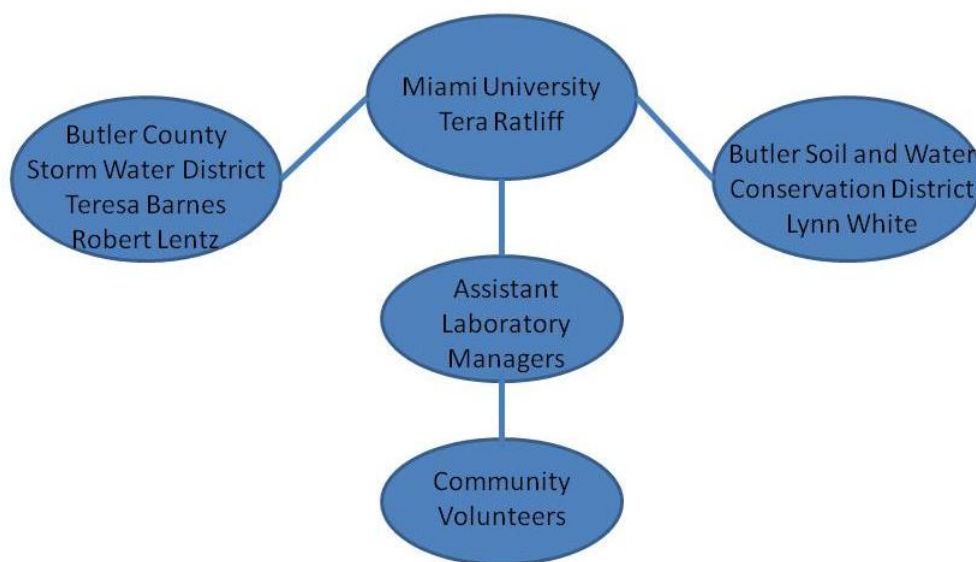 Miami University
Tera Ratliff
Butler County
Storm Water District
Teresa Barnes
Robert Lentz
Butler Soil and Water
Conservation District
Lynn White
Assistant
Laboratory
Managers
Community
Volunteers